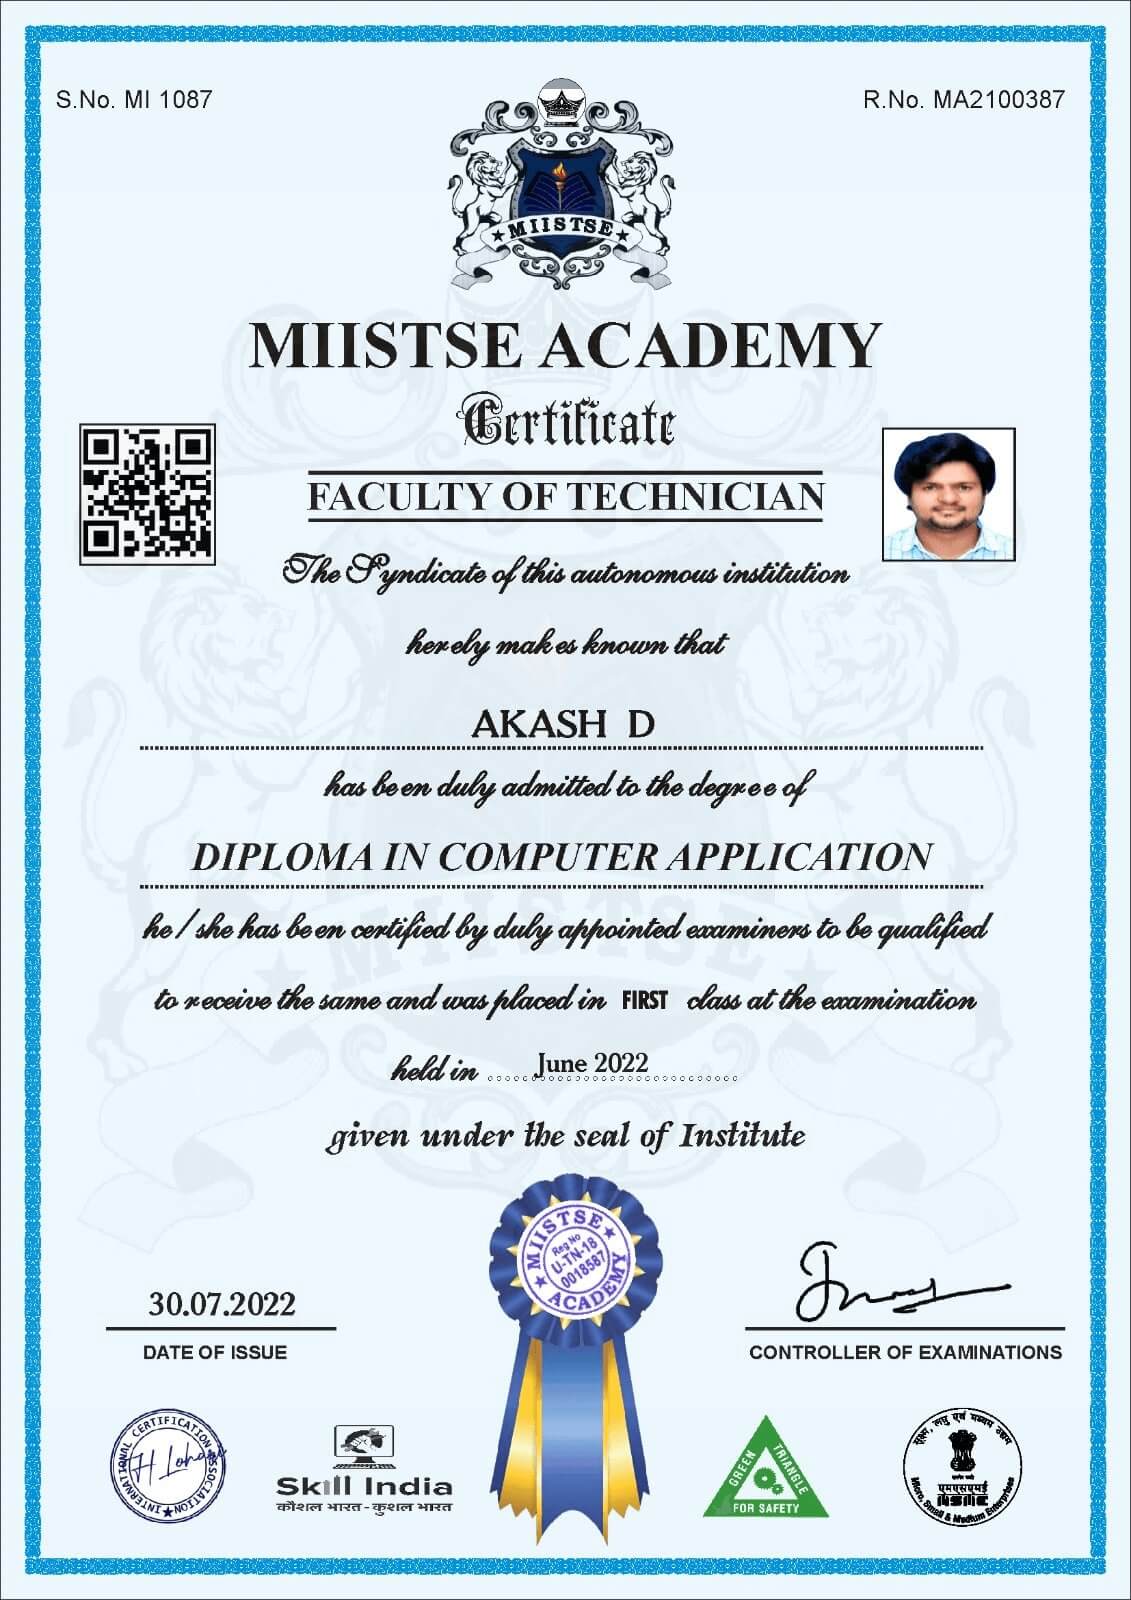 S.No. MI 1087
R.No. MA2100387
★ MIISTSE ★
MIISTSE ACADEMY
Certificate
FACULTY OF TECHNICIAN
The Syndicate of this autonomous institution
herely makes known that
AKASH D
has been duly admitted to the degree of
DIPLOMA IN COMPUTER APPLICATION
he / she has been certified by duly appointed examiners to be qualified
to receive the same and was placed in FIRST class at the examination
held in June 2022
given under the seal of Institute
★ MIISTSE ★ ACADEMY
Reg No
U-TN-18
0018587
30.07.2022
DATE OF ISSUE
CONTROLLER OF EXAMINATIONS
INTERNATIONAL CERTIFICATION ASSOCIATION ★
Skill India
कौशल भारत - कुशल भारत
GREEN TRIANGLE
FOR SAFETY
सूक्ष्म, लघु एवं मध्यम उद्यम
एमएसएमई
MSME
Micro, Small & Medium Enterprises